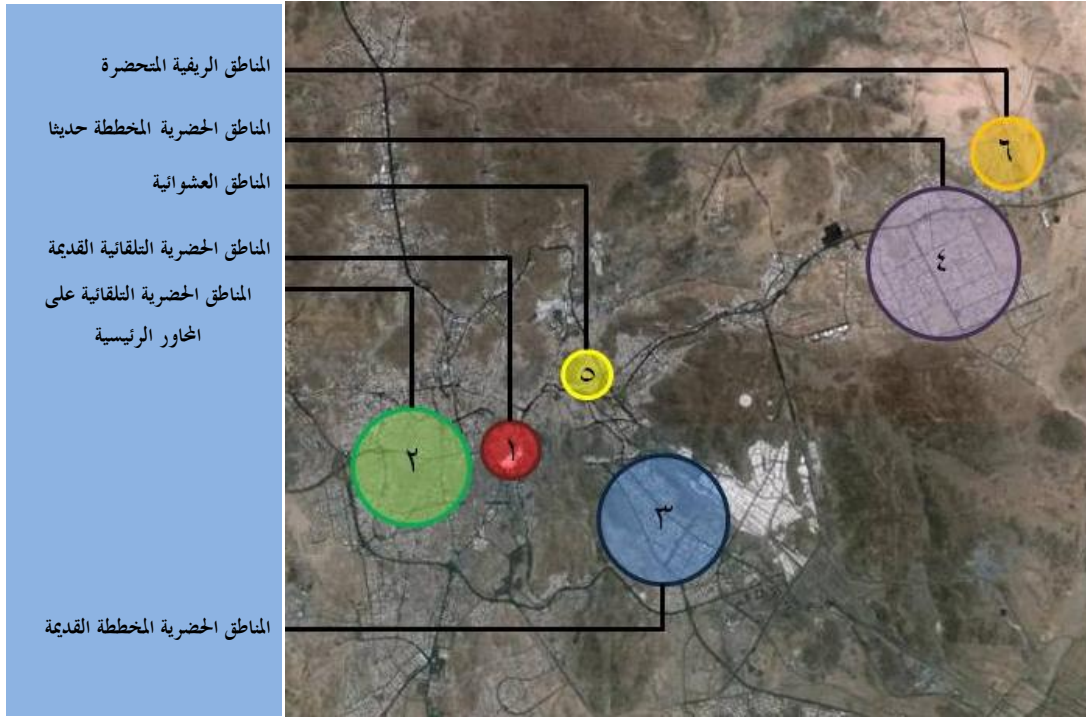 المناطق الريفية المتحضرة
المناطق الحضرية المخططة حديثا
المناطق العشوائية
المناطق الحضرية التلقائية القديمة
المناطق الحضرية التلقائية على
المحاور الرئيسية
المناطق الحضرية المخططة القديمة
٦
٤
٥
١
٢
٣